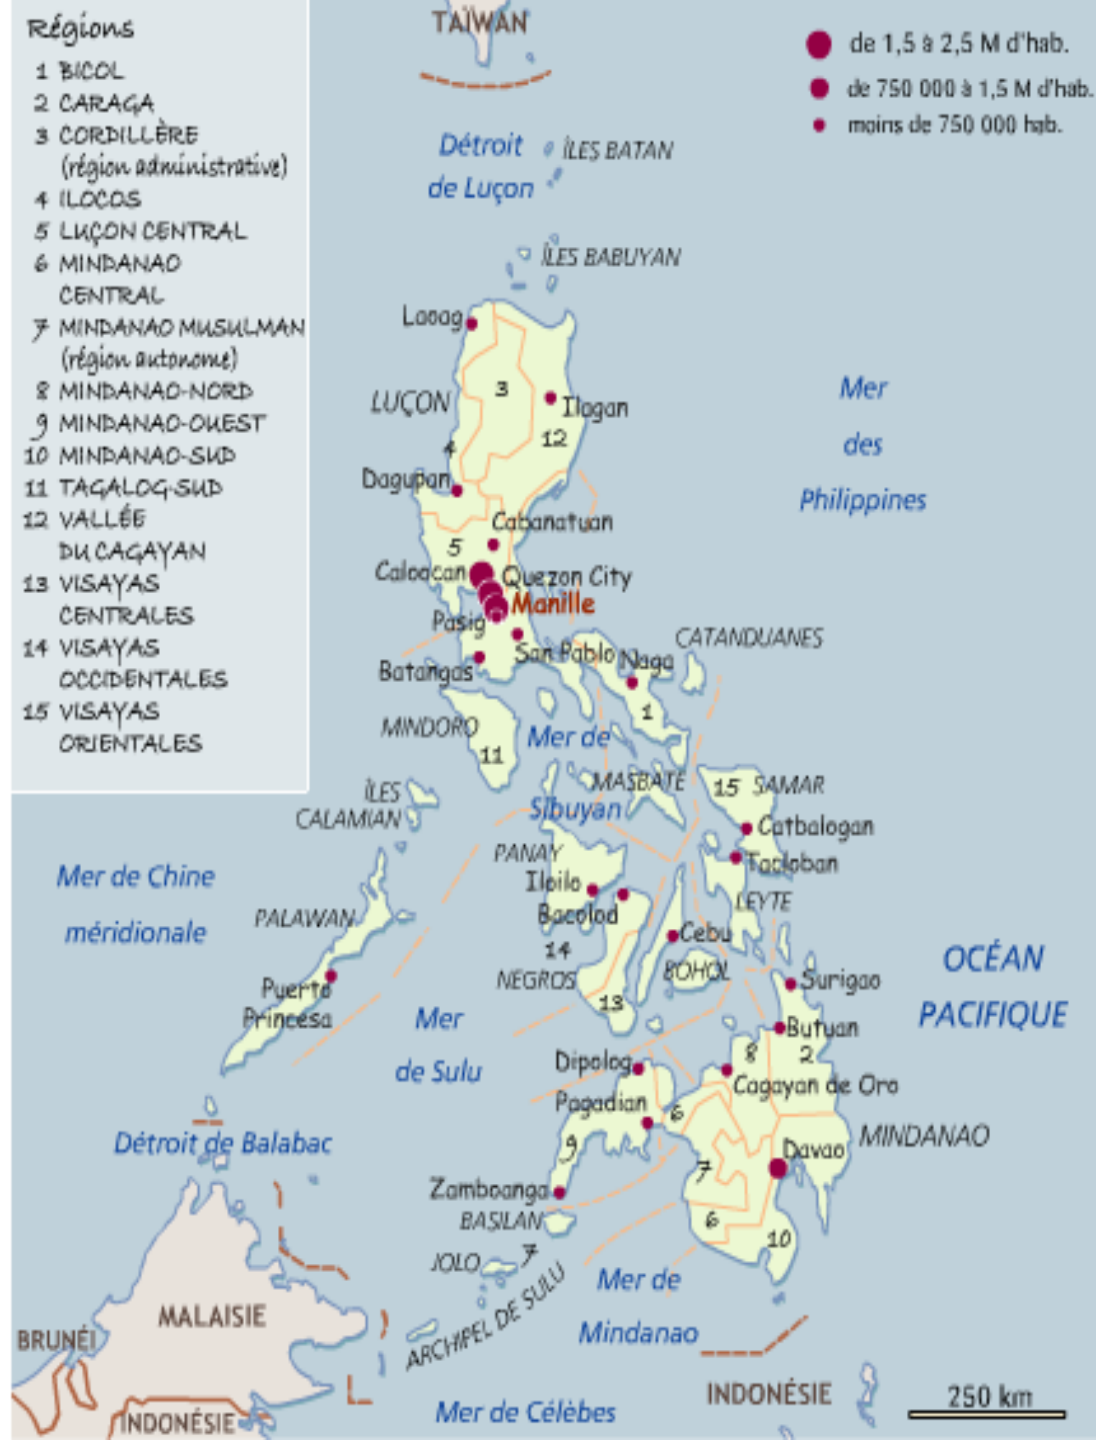 Régions
1 BICOL
2 CARAGA
3 CORDILLÈRE
(région administrative)
4 ILOCOS
5 LUÇON CENTRAL
6 MINDANAO
CENTRAL
7 MINDANAO MUSULMAN
(région autonome)
8 MINDANAO-NORD
9 MINDANAO-OUEST
10 MINDANAO-SUD
11 TAGALOG-SUD
12 VALLÉE
DU CAGAYAN
13 VISAYAS
CENTRALES
14 VISAYAS
OCCIDENTALES
15 VISAYAS
ORIENTALES
TAÏWAN
de 1,5 à 2,5 M d'hab.
de 750 000 à 1,5 M d'hab.
moins de 750 000 hab.
Détroit
de Luçon
ÎLES BATAN
ÎLES BABUYAN
Laoag
3
LUÇON
Ilagan
12
4
Mer
des
Philippines
Dagupan
Cabanatuan
5
Caloocan
Quezon City
Manille
Pasig
San Pablo
Batangas
Naga
CATANDUANES
1
MINDORO
11
Mer de
Sibuyan
MASBATE
15
SAMAR
ÎLES
CALAMIAN
Catbalogan
Tacloban
PANAY
Iloilo
Bacolod
LEYTE
Mer de Chine
méridionale
PALAWAN
14
Cebu
NEGROS
BOHOL
13
OCÉAN
PACIFIQUE
Puerto
Princesa
Surigao
Butuan
Mer
de Sulu
8
2
Dipolog
Cagayan de Oro
Pagadian
6
MINDANAO
9
Davao
7
Détroit de Balabac
Zamboanga
BASILAN
6
10
JOLO
7
ARCHIPEL DE SULU
Mer de
Mindanao
MALAISIE
BRUNÉI
INDONÉSIE
Mer de Célèbes
INDONÉSIE
250 km